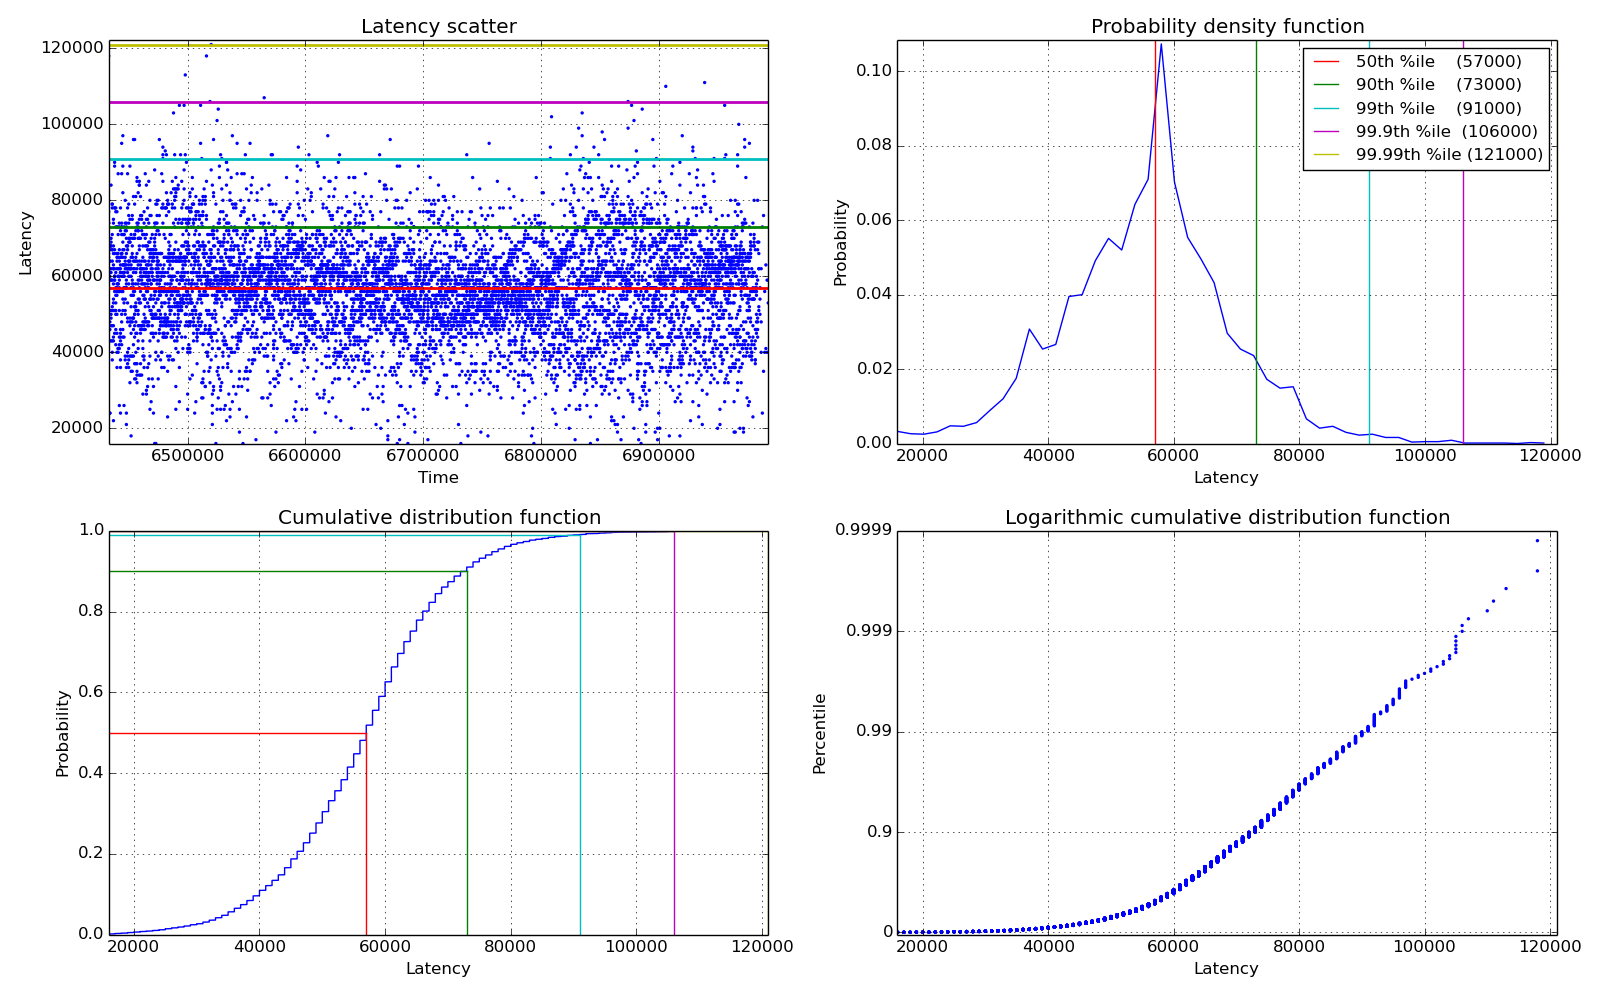 Latency scatter
120000
100000
80000
60000
40000
20000
Latency
6500000 6600000 6700000 6800000 6900000
Time
Probability density function
0.10
0.08
0.06
0.04
0.02
0.00
Probability
50th %ile (57000)
90th %ile (73000)
99th %ile (91000)
99.9th %ile (106000)
99.99th %ile (121000)
20000 40000 60000 80000 100000 120000
Latency
Cumulative distribution function
1.0
0.8
0.6
0.4
0.2
0.0
Probability
20000 40000 60000 80000 100000 120000
Latency
Logarithmic cumulative distribution function
0.9999
0.999
0.99
0.9
0
Percentile
20000 40000 60000 80000 100000 120000
Latency